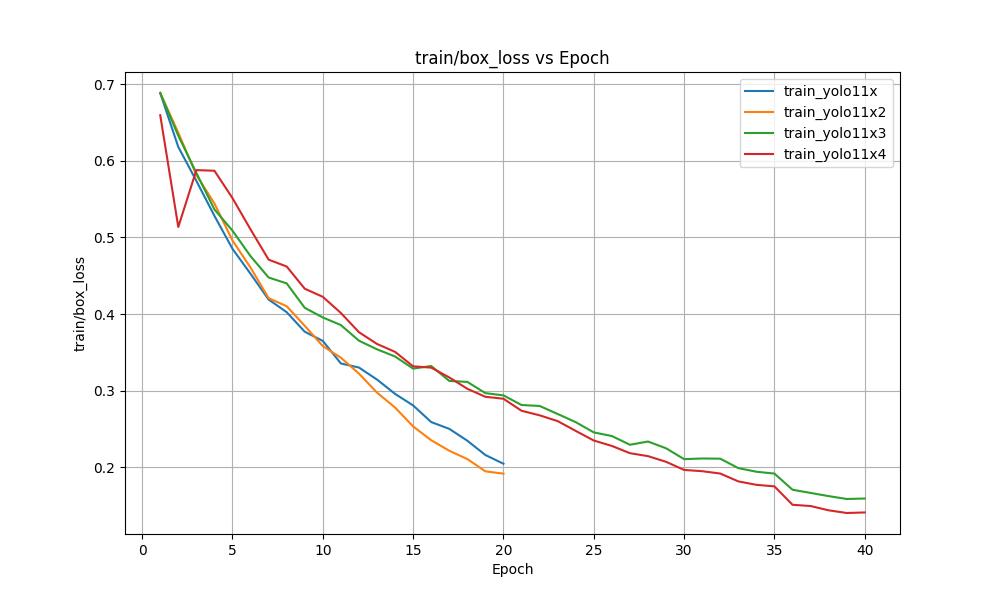 train/box_loss vs Epoch
train/box_loss
0.7
0.6
0.5
0.4
0.3
0.2
train_yolo11x
train_yolo11x2
train_yolo11x3
train_yolo11x4
0 5 10 15 20 25 30 35 40
Epoch